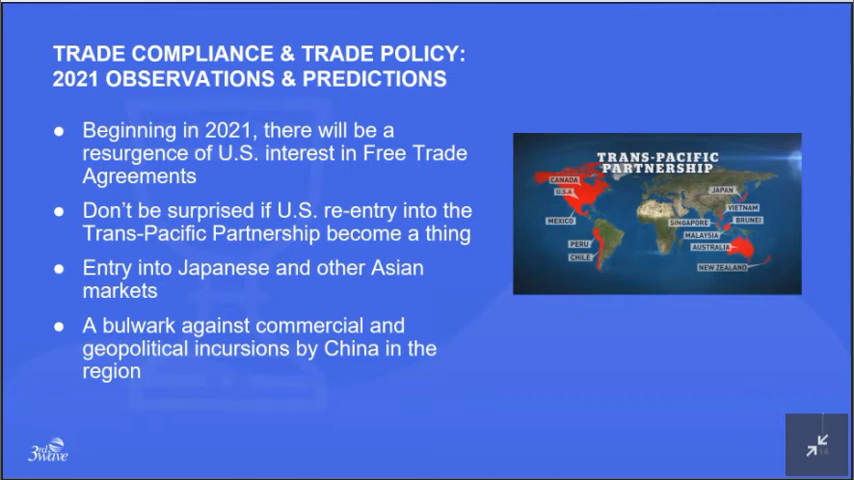 TRADE COMPLIANCE & TRADE POLICY:
2021 OBSERVATIONS & PREDICTIONS
● Beginning in 2021, there will be a
resurgence of U.S. interest in Free Trade
Agreements
● Don't be surprised if U.S. re-entry into the
Trans-Pacific Partnership become a thing
● Entry into Japanese and other Asian
markets
● A bulwark against commercial and
geopolitical incursions by China in the
region
TRANS-PACIFIC
PARTNERSHIP
CANADA
U.S.A
MEXICO
PERU
CHILE
JAPAN
VIETNAM
SINGAPORE
BRUNEI
MALAYSIA
AUSTRALIA
NEW ZEALAND
3rd
wave
14